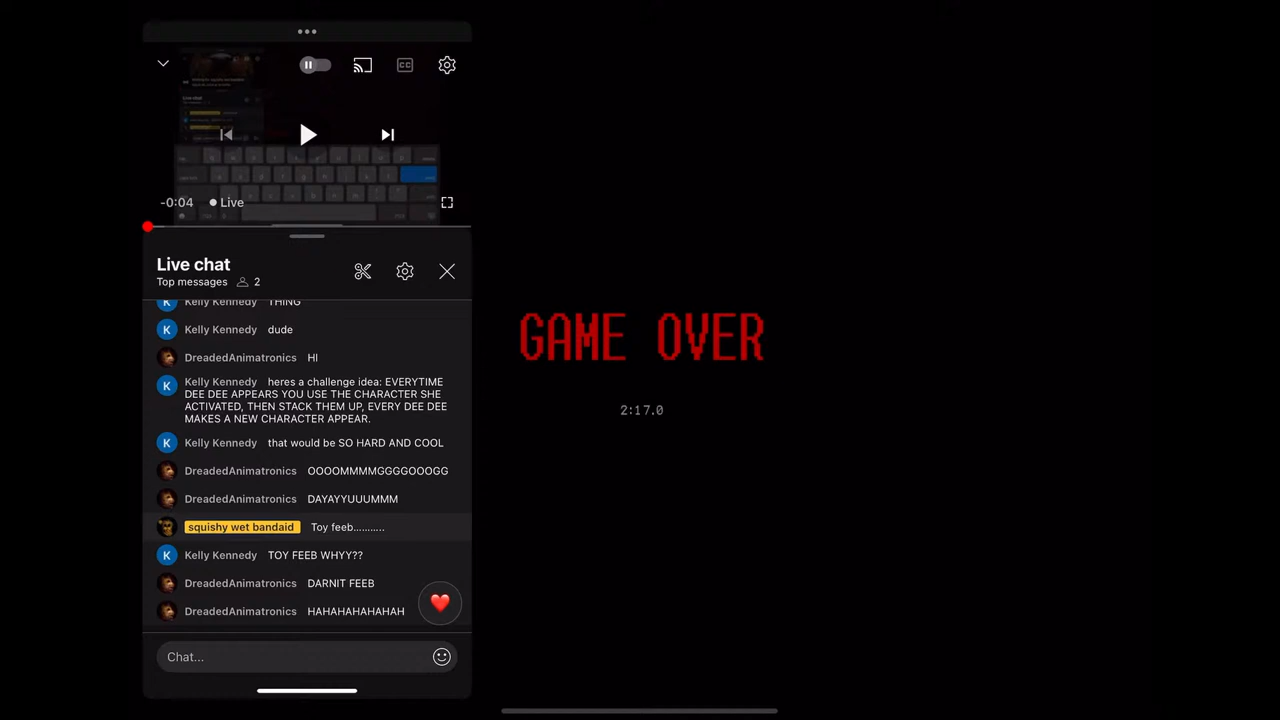 -0:04 Live
Live chat
Top messages 2
Kelly Kennedy THING
Kelly Kennedy dude
DreadedAnimatronics HI
Kelly Kennedy heres a challenge idea: EVERYTIME
DEE DEE APPEARS YOU USE THE CHARACTER SHE
ACTIVATED, THEN STACK THEM UP, EVERY DEE DEE
MAKES A NEW CHARACTER APPEAR.
Kelly Kennedy that would be SO HARD AND COOL
DreadedAnimatronics OOOOMMMMGGGGOOOGG
DreadedAnimatronics DAYAYYUUUMMM
squishy wet bandaid Toy feeb..........
Kelly Kennedy TOY FEEB WHYY??
DreadedAnimatronics DARNIT FEEB
DreadedAnimatronics HAHAHAHAHAHAH
Chat...
GAME OVER
2:17.0